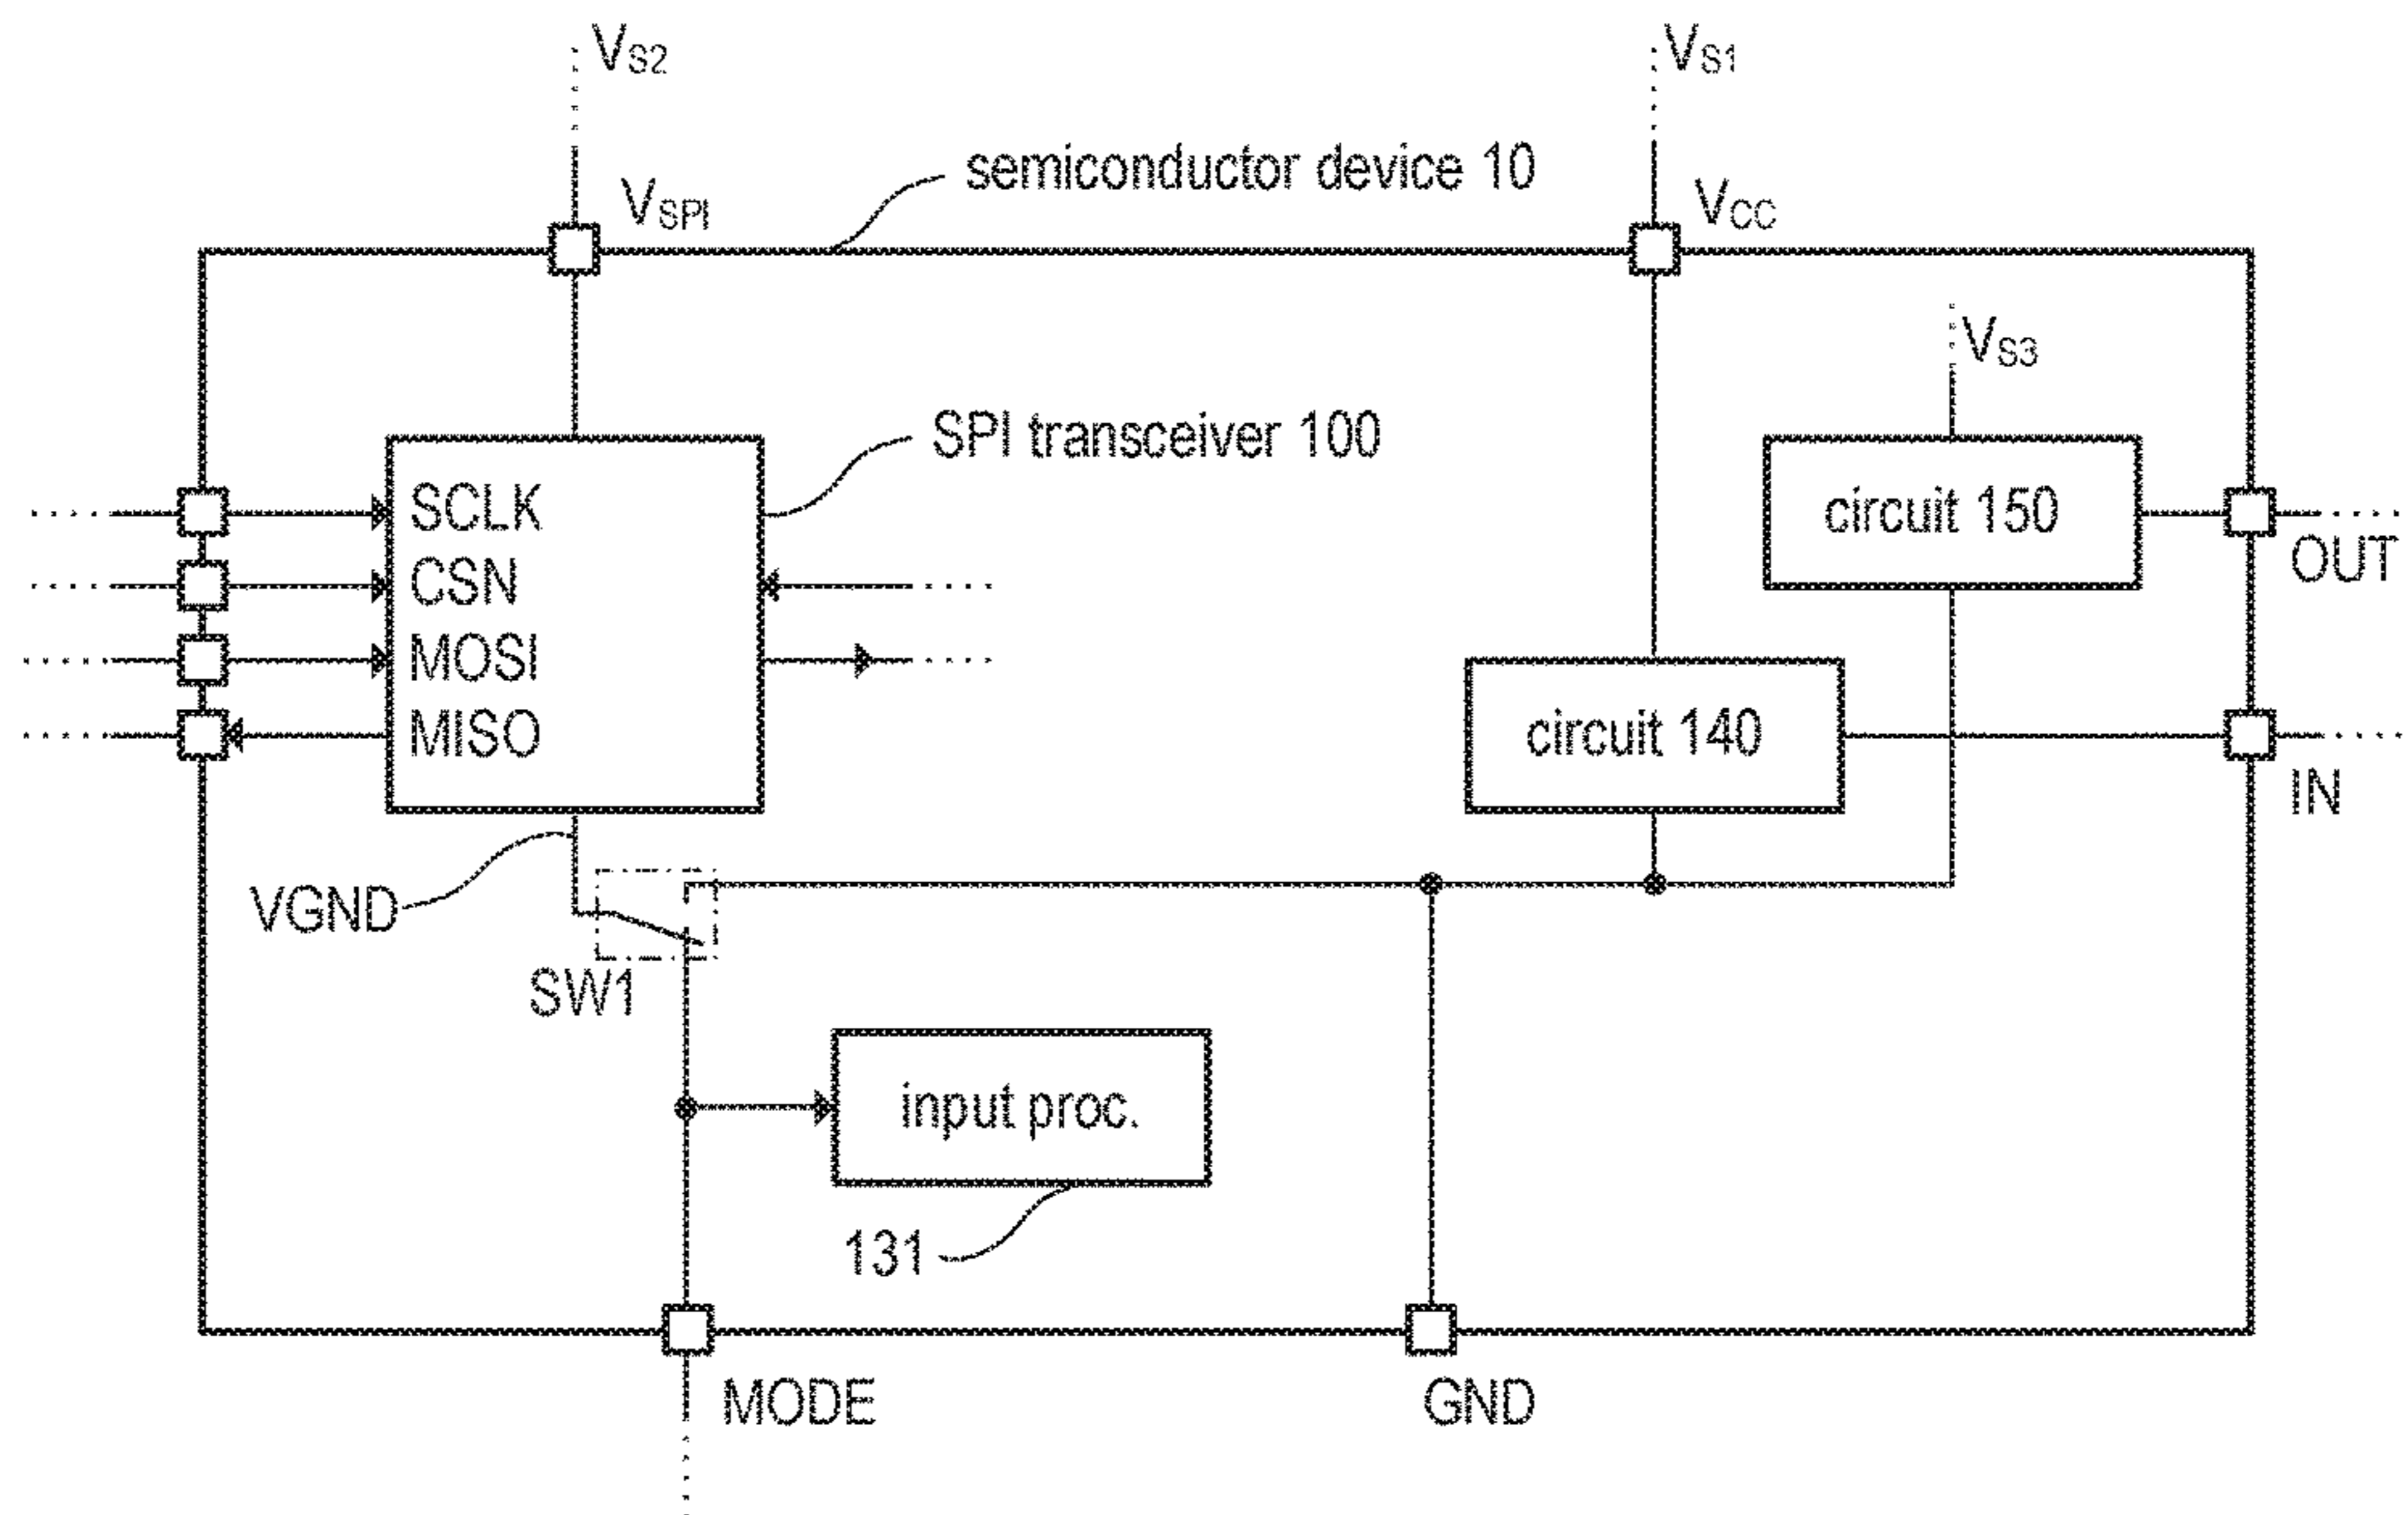 VS2
VS1
semiconductor device 10
VSPI
VCC
VS3
SPI transceiver 100
SCLK
CSN
MOSI
MISO
circuit 150
OUT
circuit 140
IN
VGND
SW1
input proc.
131
MODE
GND